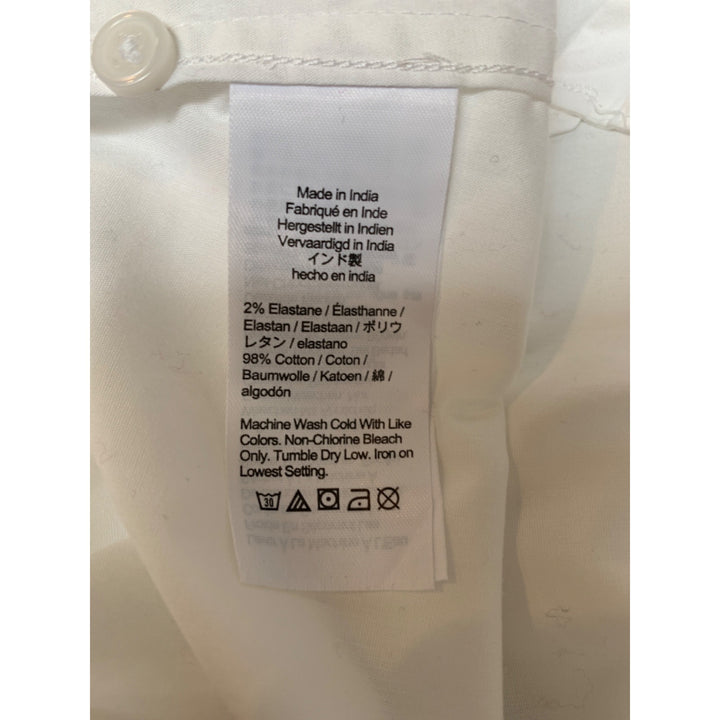 Made in India
Fabriqué en Inde
Hergestellt in Indien
Vervaardigd in India
インド製
hecho en india
2% Elastane / Élasthanne /
Elastan / Elastaan / ポリウ
レタン / elastano
98% Cotton / Coton /
Baumwolle / Katoen / 綿 /
algodón
Machine Wash Cold With Like
Colors. Non-Chlorine Bleach
Only. Tumble Dry Low. Iron on
Lowest Setting.
30